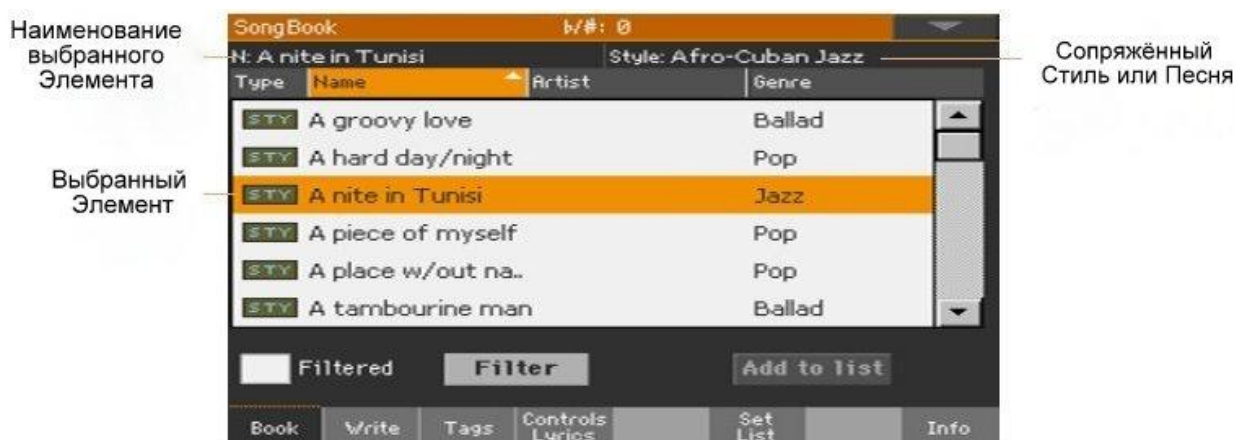 Наименование
выбранного
Элемента
Выбранный
Элемент
SongBook ♭/#: 0
N: A nite in Tunisi Style: Afro-Cuban Jazz
Type Name Artist Genre
STY A groovy love Ballad
STY A hard day/night Pop
STY A nite in Tunisi Jazz
STY A piece of myself Pop
STY A place w/out na.. Pop
STY A tambourine man Ballad
Filtered Filter Add to list
Book Write Tags Controls Lyrics Set List Info
Сопряжённый
Стиль или Песня